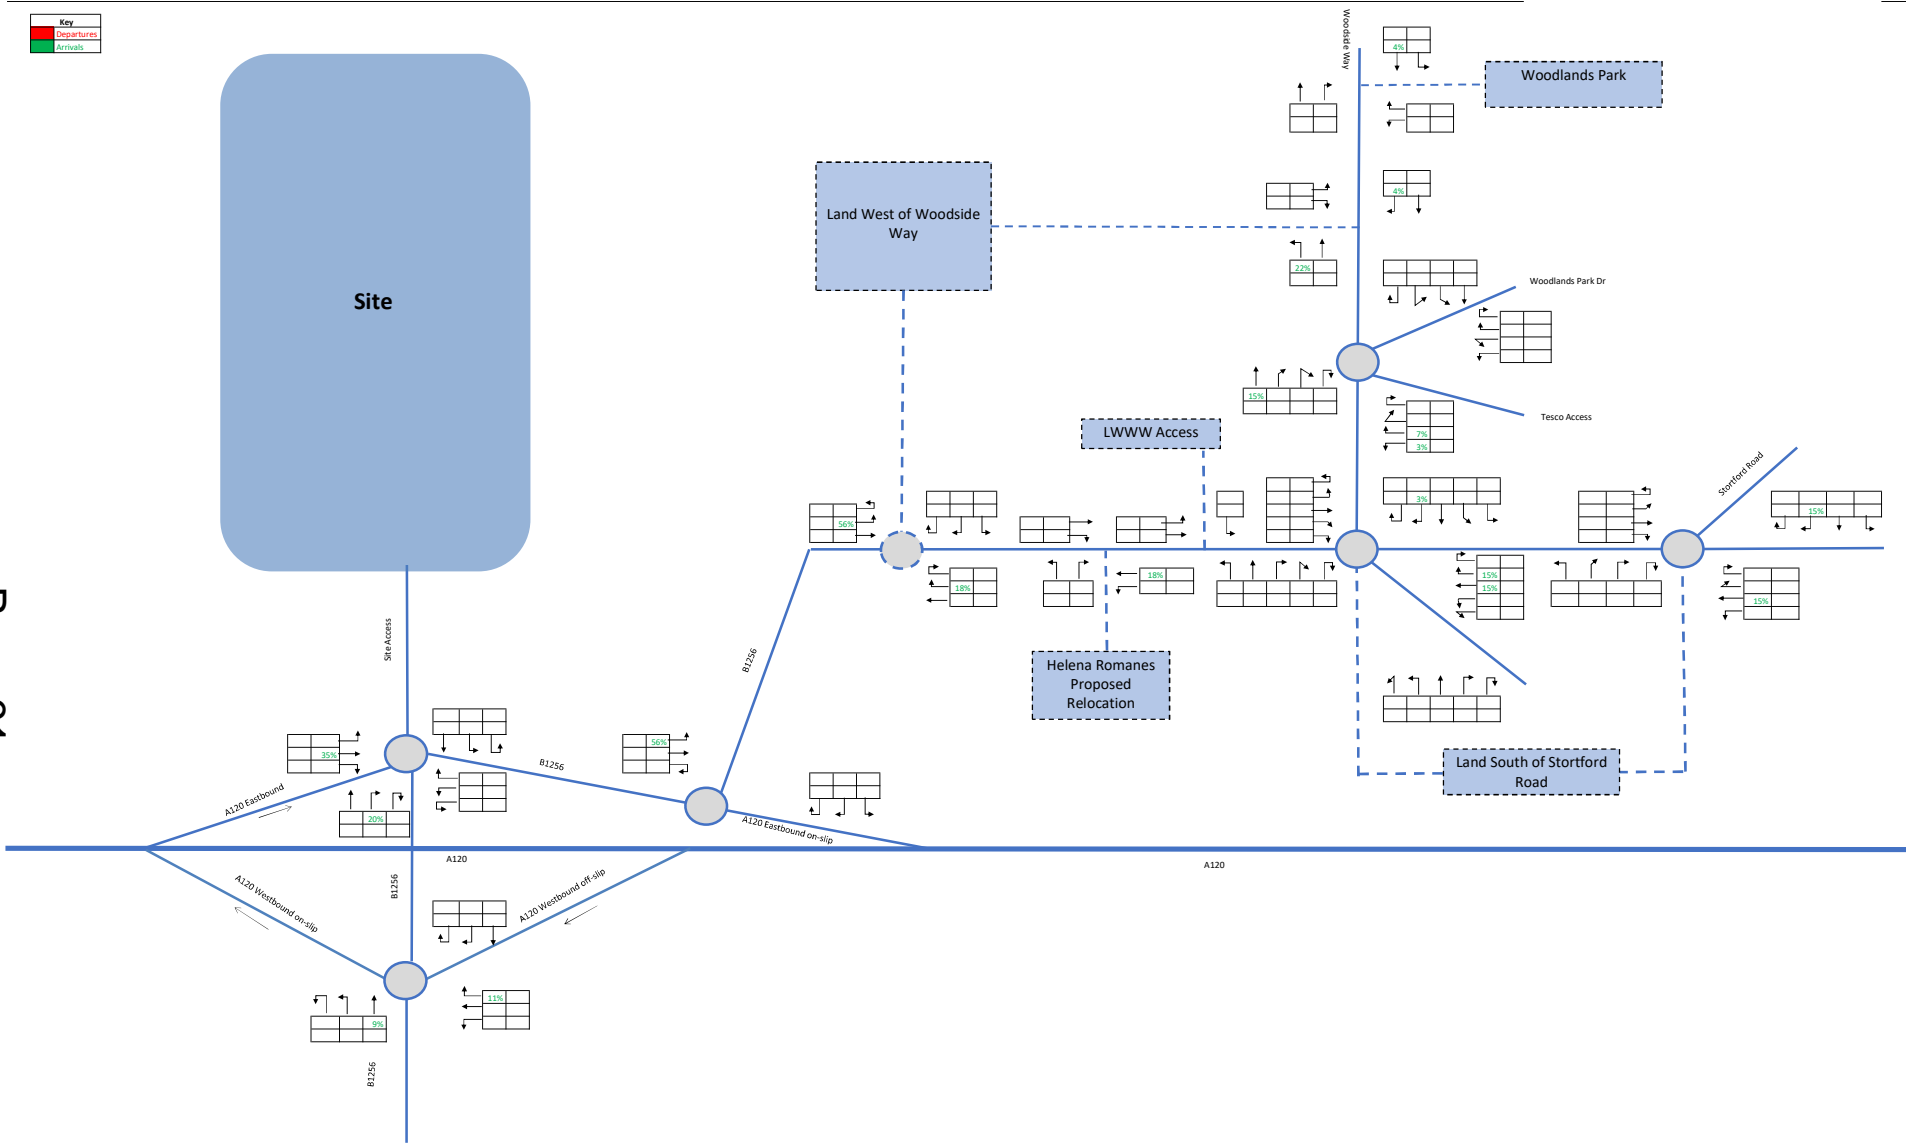 Key
Departures
Arrivals
Woodside Way
4%
Woodlands Park
4%
Land West of Woodside
Way
22%
Site
Woodlands Park Dr
15%
Tesco Access
7%
3%
LWWW Access
Stortford Road
56%
3%
15%
18%
18%
15%
15%
15%
Site Access
B1256
Helena Romanes
Proposed
Relocation
35%
56%
B1256
Land South of Stortford
Road
A120 Eastbound
20%
A120 Eastbound on-slip
A120
A120
B1256
A120 Westbound on-slip
A120 Westbound off-slip
11%
9%
B1256